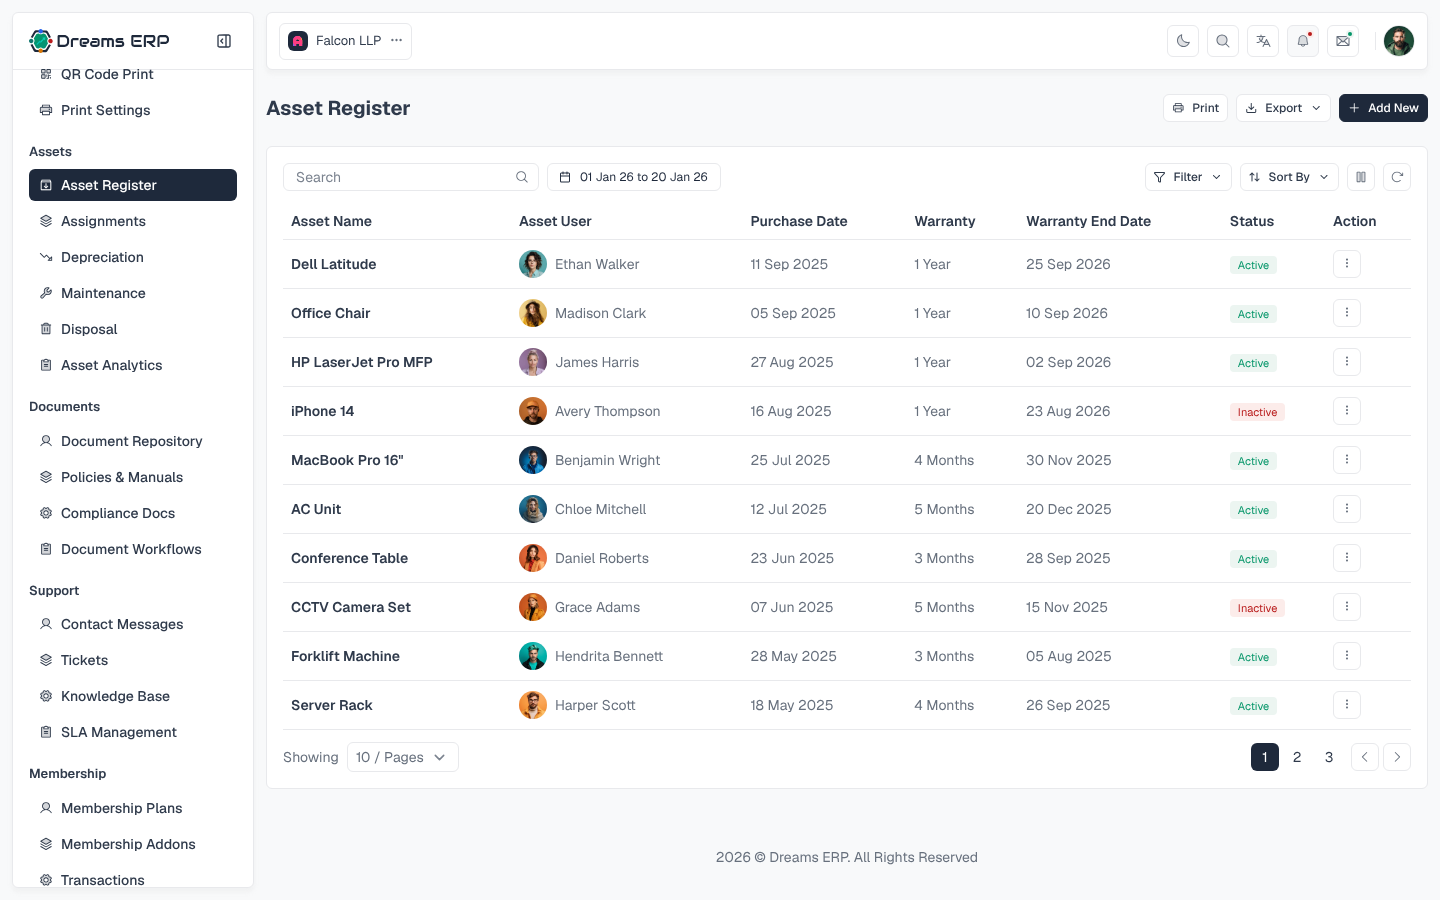 Dreams ERP
QR Code Print
Print Settings
Assets
Asset Register
Assignments
Depreciation
Maintenance
Disposal
Asset Analytics
Documents
Document Repository
Policies & Manuals
Compliance Docs
Document Workflows
Support
Contact Messages
Tickets
Knowledge Base
SLA Management
Membership
Membership Plans
Membership Addons
Transactions
Falcon LLP
Asset Register
Print
Export
Add New
Search
01 Jan 26 to 20 Jan 26
Filter
Sort By
Asset Name Asset User Purchase Date Warranty Warranty End Date Status Action
Dell Latitude Ethan Walker 11 Sep 2025 1 Year 25 Sep 2026 Active
Office Chair Madison Clark 05 Sep 2025 1 Year 10 Sep 2026 Active
HP LaserJet Pro MFP James Harris 27 Aug 2025 1 Year 02 Sep 2026 Active
iPhone 14 Avery Thompson 16 Aug 2025 1 Year 23 Aug 2026 Inactive
MacBook Pro 16" Benjamin Wright 25 Jul 2025 4 Months 30 Nov 2025 Active
AC Unit Chloe Mitchell 12 Jul 2025 5 Months 20 Dec 2025 Active
Conference Table Daniel Roberts 23 Jun 2025 3 Months 28 Sep 2025 Active
CCTV Camera Set Grace Adams 07 Jun 2025 5 Months 15 Nov 2025 Inactive
Forklift Machine Hendrita Bennett 28 May 2025 3 Months 05 Aug 2025 Active
Server Rack Harper Scott 18 May 2025 4 Months 26 Sep 2025 Active
Showing 10 / Pages
1 2 3
2026 © Dreams ERP. All Rights Reserved